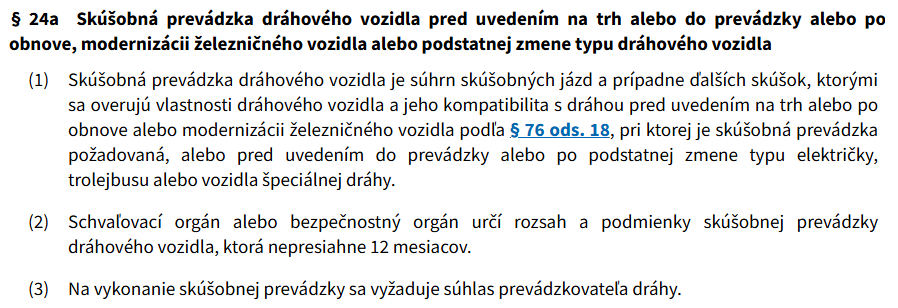 § 24a Skúšobná prevádzka dráhového vozidla pred uvedením na trh alebo do prevádzky alebo po
obnove, modernizácii železničného vozidla alebo podstatnej zmene typu dráhového vozidla
(1) Skúšobná prevádzka dráhového vozidla je súhrn skúšobných jázd a prípadne ďalších skúšok, ktorými
sa overujú vlastnosti dráhového vozidla a jeho kompatibilita s dráhou pred uvedením na trh alebo po
obnove alebo modernizácii železničného vozidla podľa § 76 ods. 18, pri ktorej je skúšobná prevádzka
požadovaná, alebo pred uvedením do prevádzky alebo po podstatnej zmene typu električky,
trolejbusu alebo vozidla špeciálnej dráhy.
(2) Schvaľovací orgán alebo bezpečnostný orgán určí rozsah a podmienky skúšobnej prevádzky
dráhového vozidla, ktorá nepresiahne 12 mesiacov.
(3) Na vykonanie skúšobnej prevádzky sa vyžaduje súhlas prevádzkovateľa dráhy.